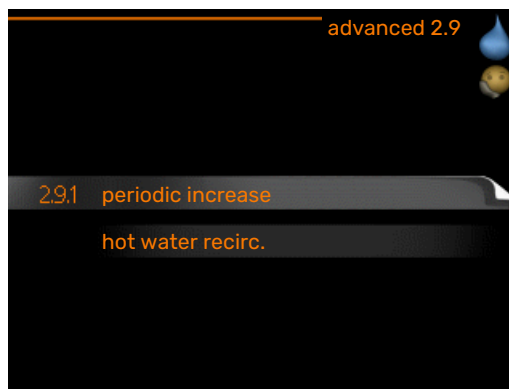 advanced 2.9
2.9.1 periodic increase
hot water recirc.